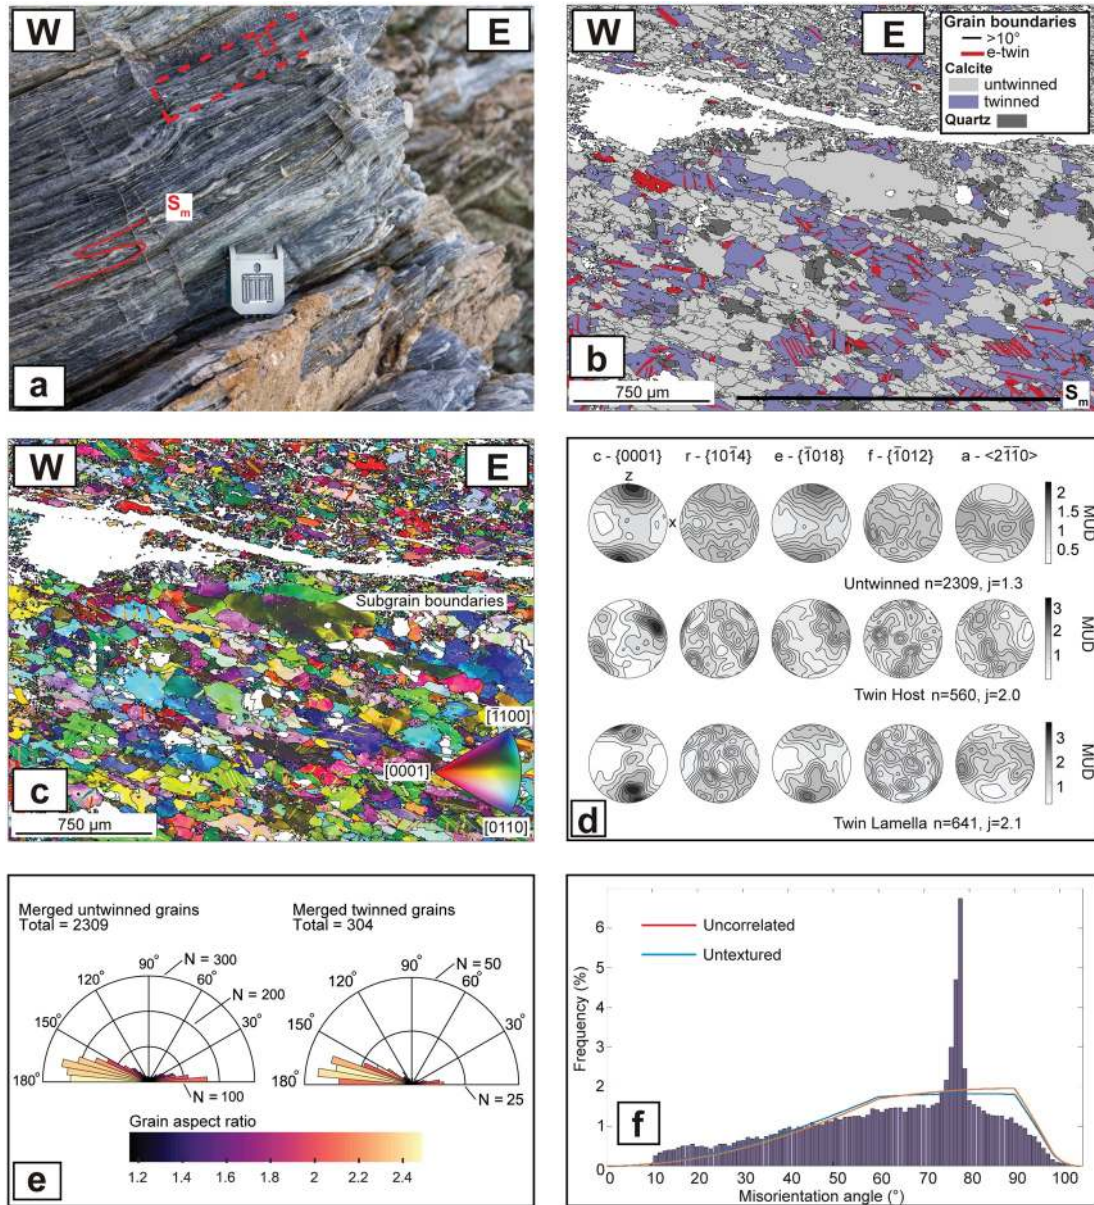 W
E
Sm
a
W
E
Grain boundaries
>10°
e-twin
Calcite
untwinned
twinned
Quartz
b
750 µm
Sm
W
E
Subgrain boundaries
[1̄100]
[0001]
c
750 µm
[0110]
c - {0001}
r - {101̄4}
e - {1̄018}
f - {1̄012}
a - <21̄1̄0>
Z
X
2
1.5
1
0.5
MUD
Untwinned n=2309, j=1.3
3
2
1
MUD
Twin Host n=560, j=2.0
3
2
1
MUD
Twin Lamella n=641, j=2.1
d
Merged untwinned grains
Total = 2309
90° N = 300
120° 60°
N = 200
150° 30°
180°
N = 100
Merged twinned grains
Total = 304
90° N = 50
120° 60°
150° 30°
180°
N = 25
Grain aspect ratio
1.2 1.4 1.6 1.8 2 2.2 2.4
e
Uncorrelated
Untextured
Frequency (%)
6
5
4
3
2
1
0
f
0 10 20 30 40 50 60 70 80 90 100
Misorientation angle (°)